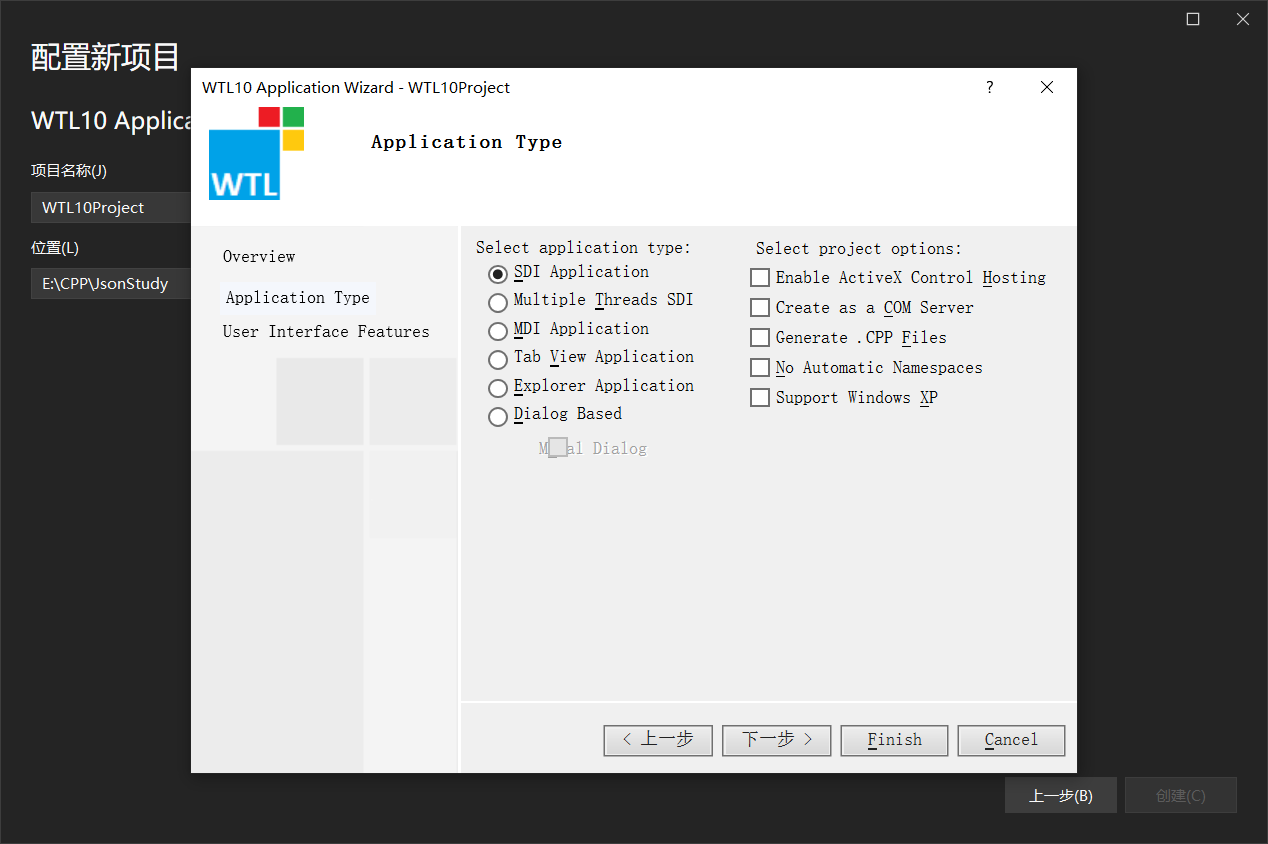 配置新项目
WTL10 Applica
项目名称(J)
WTL10Project
位置(L)
E:\CPP\JsonStudy
WTL10 Application Wizard - WTL10Project
?
WTL
Application Type
Overview
Application Type
User Interface Features
Select application type:
SDI Application
Multiple Threads SDI
MDI Application
Tab View Application
Explorer Application
Dialog Based
Dialog
Select project options:
Enable ActiveX Control Hosting
Create as a COM Server
Generate .CPP Files
No Automatic Namespaces
Support Windows XP
< 上一步
下一步 >
Finish
Cancel
上一步(B)
创建(C)